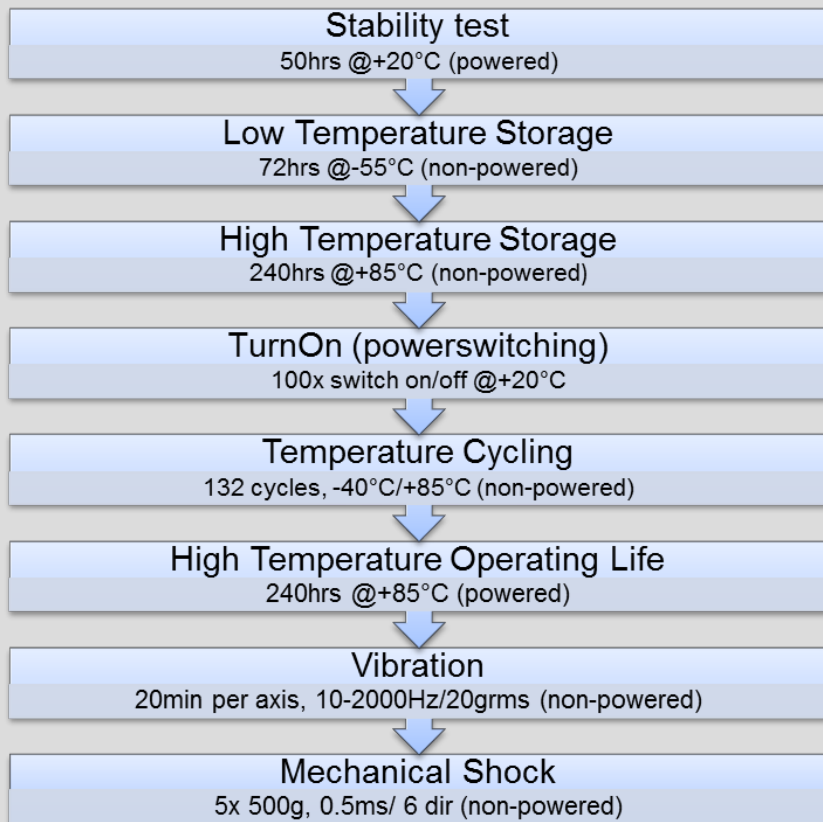 Stability test
50hrs @+20°C (powered)
Low Temperature Storage
72hrs @-55°C (non-powered)
High Temperature Storage
240hrs @+85°C (non-powered)
TurnOn (powerswitching)
100x switch on/off @+20°C
Temperature Cycling
132 cycles, -40°C/+85°C (non-powered)
High Temperature Operating Life
240hrs @+85°C (powered)
Vibration
20min per axis, 10-2000Hz/20grms (non-powered)
Mechanical Shock
5x 500g, 0.5ms/ 6 dir (non-powered)